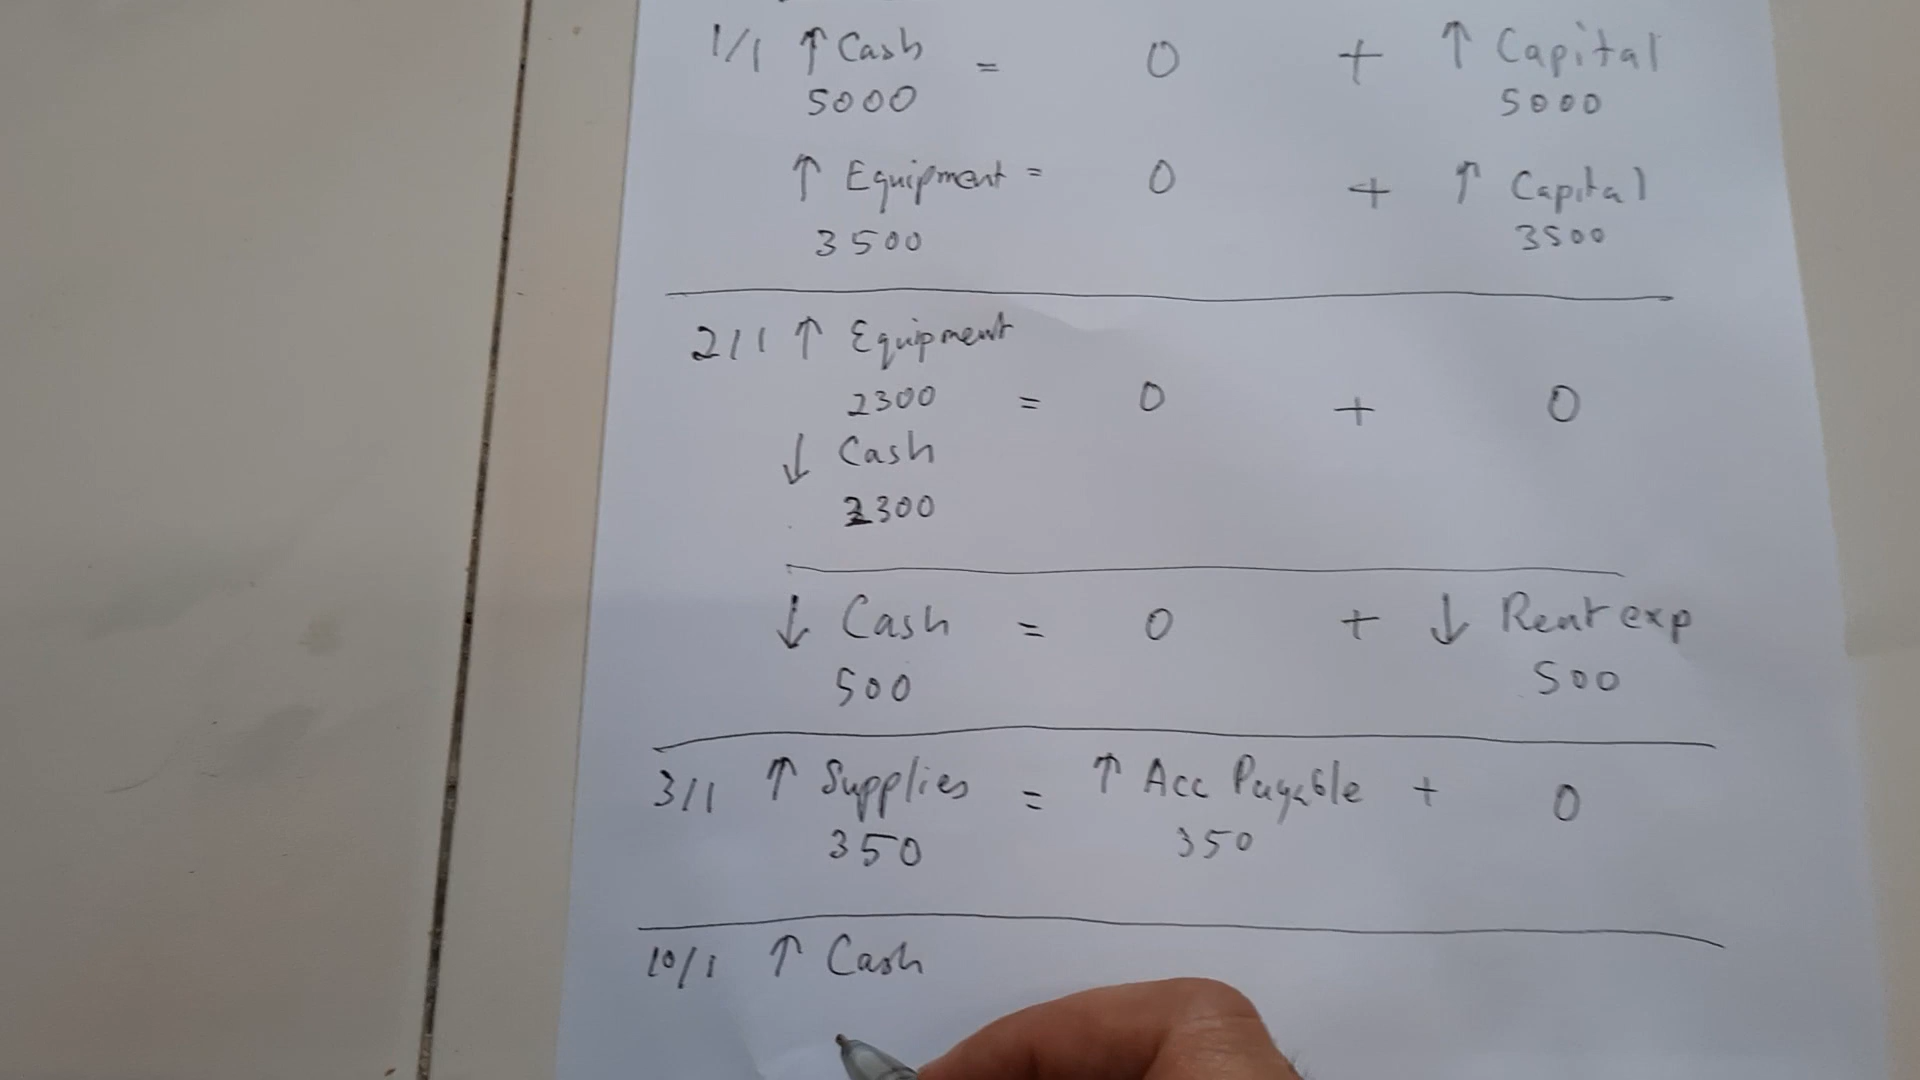 1/1 ↑ Cash = 0 + ↑ Capital
5000 5000
↑ Equipment = 0 + ↑ Capital
3500 3500
2/1 ↑ Equipment
2300 = 0 + 0
↓ Cash
2300
↓ Cash = 0 + ↓ Rent exp
500 500
3/1 ↑ Supplies = ↑ Acc Payable + 0
350 350
10/1 ↑ Cash